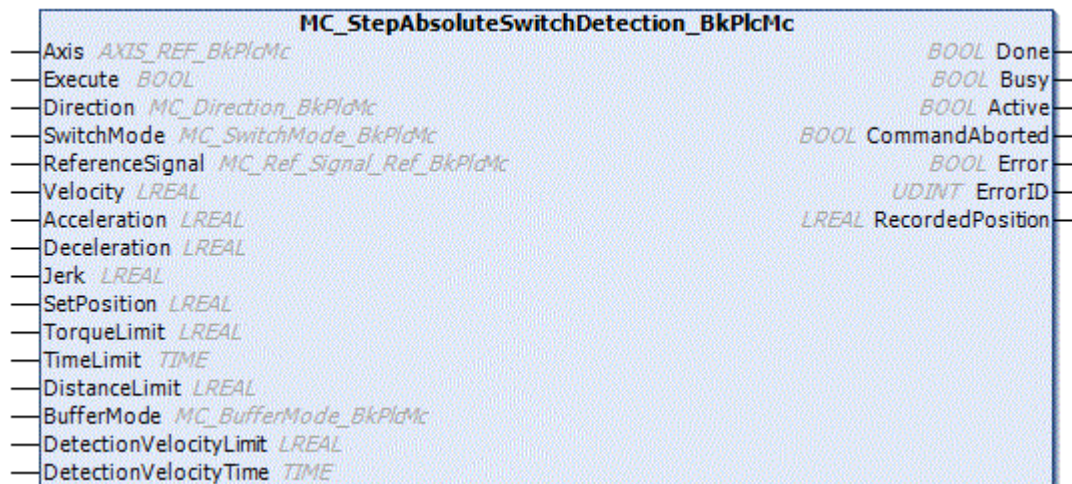 MC_StepAbsoluteSwitchDetection_BkPlcMc
Axis AXIS_REF_BkPlcMc BOOL Done
Execute BOOL BOOL Busy
Direction MC_Direction_BkPlcMc BOOL Active
SwitchMode MC_SwitchMode_BkPlcMc BOOL CommandAborted
ReferenceSignal MC_Ref_Signal_Ref_BkPlcMc BOOL Error
Velocity LREAL UDINT ErrorID
Acceleration LREAL LREAL RecordedPosition
Deceleration LREAL
Jerk LREAL
SetPosition LREAL
TorqueLimit LREAL
TimeLimit TIME
DistanceLimit LREAL
BufferMode MC_BufferMode_BkPlcMc
DetectionVelocityLimit LREAL
DetectionVelocityTime TIME